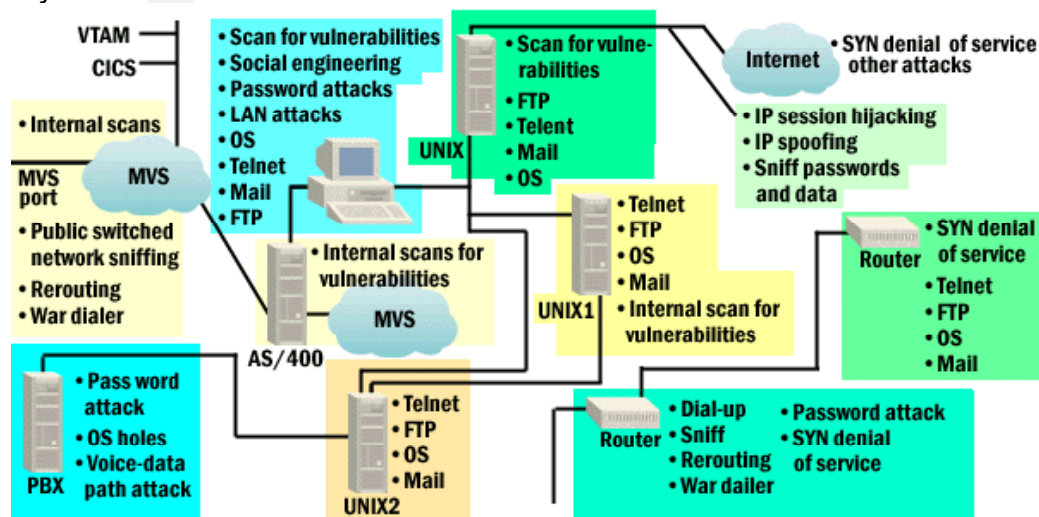 VTAM
CICS
• Internal scans
MVS
port
MVS
• Public switched
network sniffing
• Rerouting
• War dialer
• Scan for vulnerabilities
• Social engineering
• Password attacks
• LAN attacks
• OS
• Telnet
• Mail
• FTP
UNIX
• Scan for vulne-
rabilities
• FTP
• Telent
• Mail
• OS
Internet
• SYN denial of service
other attacks
• IP session hijacking
• IP spoofing
• Sniff passwords
and data
AS/400
• Internal scans for
vulnerabilities
MVS
UNIX1
• Telnet
• FTP
• OS
• Mail
• Internal scan for
vulnerabilities
Router
• SYN denial
of service
• Telnet
• FTP
• OS
• Mail
PBX
• Pass word
attack
• OS holes
• Voice-data
path attack
UNIX2
• Telnet
• FTP
• OS
• Mail
Router
• Dial-up
• Sniff
• Rerouting
• War dailer
• Password attack
• SYN denial
of service